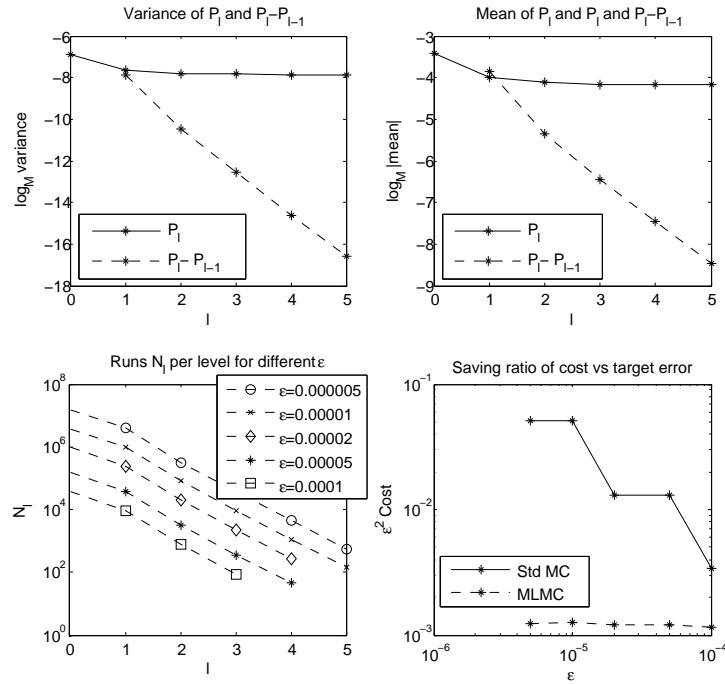 Variance of P_l and P_l−P_{l−1}
−6
−8
−10
−12
−14
−16
−18
log_M variance
0 1 2 3 4 5
l
P_l
P_l− P_{l−1}
Mean of P_l and P_l and P_l−P_{l−1}
−3
−4
−5
−6
−7
−8
−9
log_M |mean|
0 1 2 3 4 5
l
P_l
P_l− P_{l−1}
Runs N_l per level for different ε
10^8
10^6
10^4
10^2
10^0
N_l
0 1 2 3 4 5
l
ε=0.000005
ε=0.00001
ε=0.00002
ε=0.00005
ε=0.0001
Saving ratio of cost vs target error
10^{−1}
10^{−2}
10^{−3}
ε^2 Cost
10^{−6} 10^{−5} 10^{−4}
ε
Std MC
MLMC